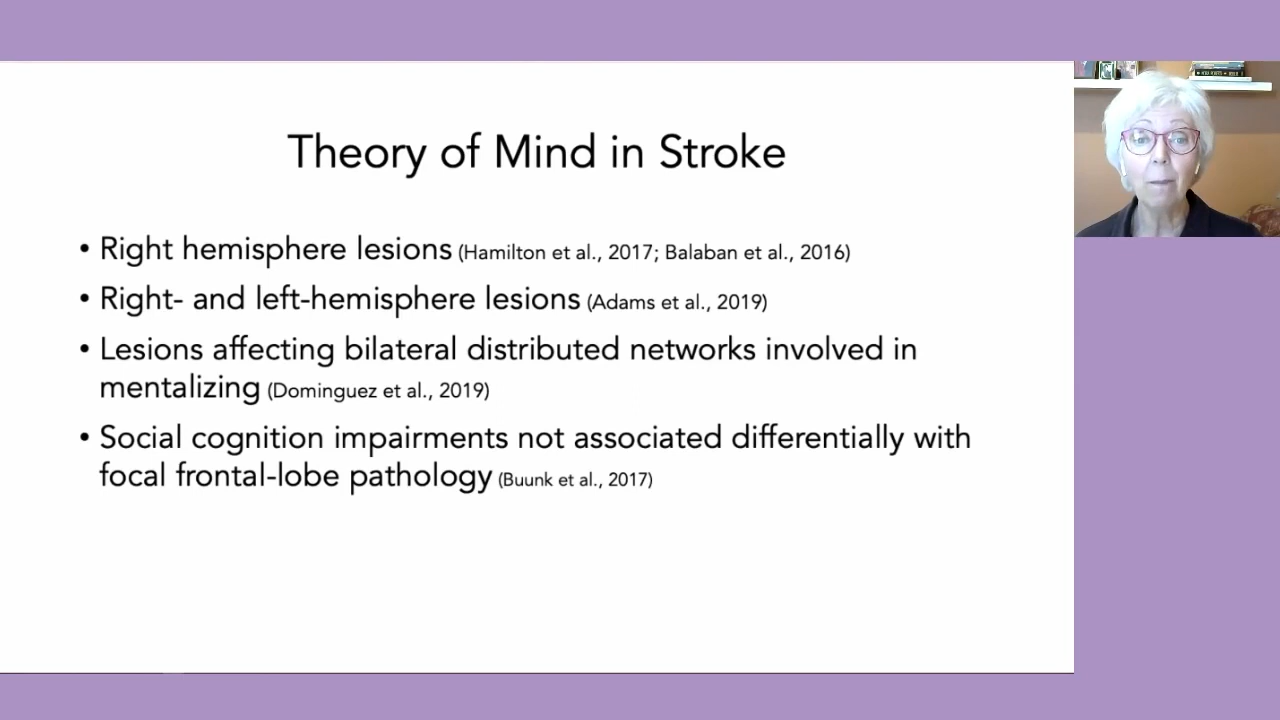 Theory of Mind in Stroke
• Right hemisphere lesions (Hamilton et al., 2017; Balaban et al., 2016)
• Right- and left-hemisphere lesions (Adams et al., 2019)
• Lesions affecting bilateral distributed networks involved in
mentalizing (Dominguez et al., 2019)
• Social cognition impairments not associated differentially with
focal frontal-lobe pathology (Buunk et al., 2017)